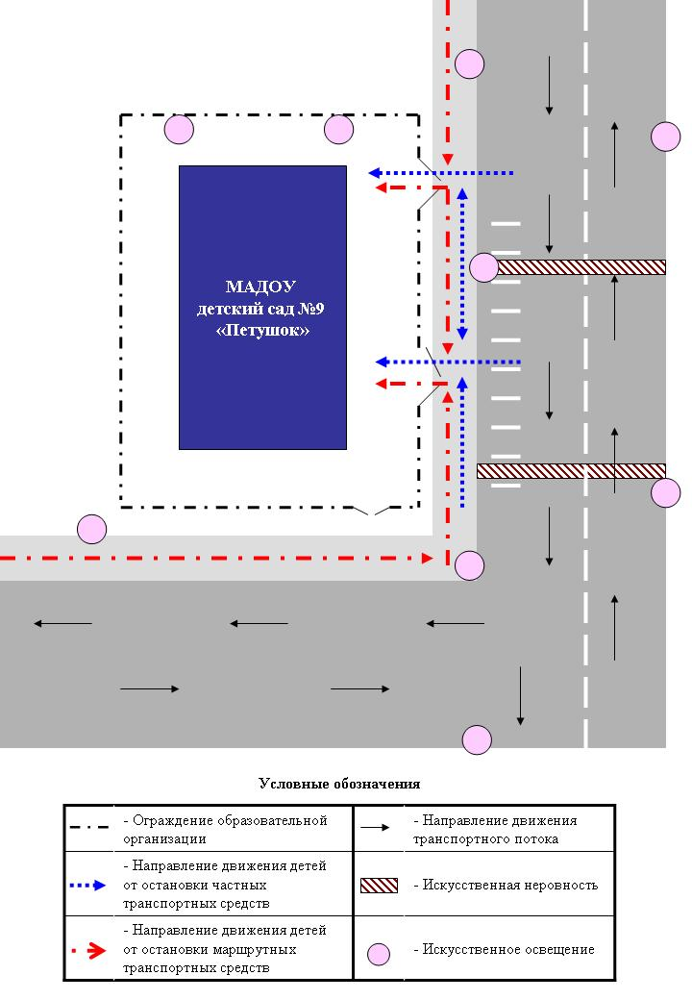 МАДОУ
детский сад №9
«Петушок»
Условные обозначения
- Ограждение образовательной
организации
- Направление движения
транспортного потока
- Направление движения детей
от остановки частных
транспортных средств
- Искусственная неровность
- Направление движения детей
от остановки маршрутных
транспортных средств
- Искусственное освещение